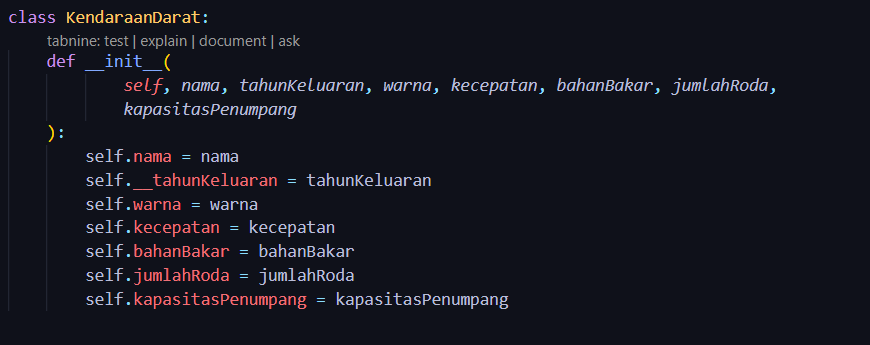 class KendaraanDarat:
tabnine: test | explain | document | ask
def __init__(
self, nama, tahunKeluaran, warna, kecepatan, bahanBakar, jumlahRoda,
kapasitasPenumpang
):
self.nama = nama
self.__tahunKeluaran = tahunKeluaran
self.warna = warna
self.kecepatan = kecepatan
self.bahanBakar = bahanBakar
self.jumlahRoda = jumlahRoda
self.kapasitasPenumpang = kapasitasPenumpang